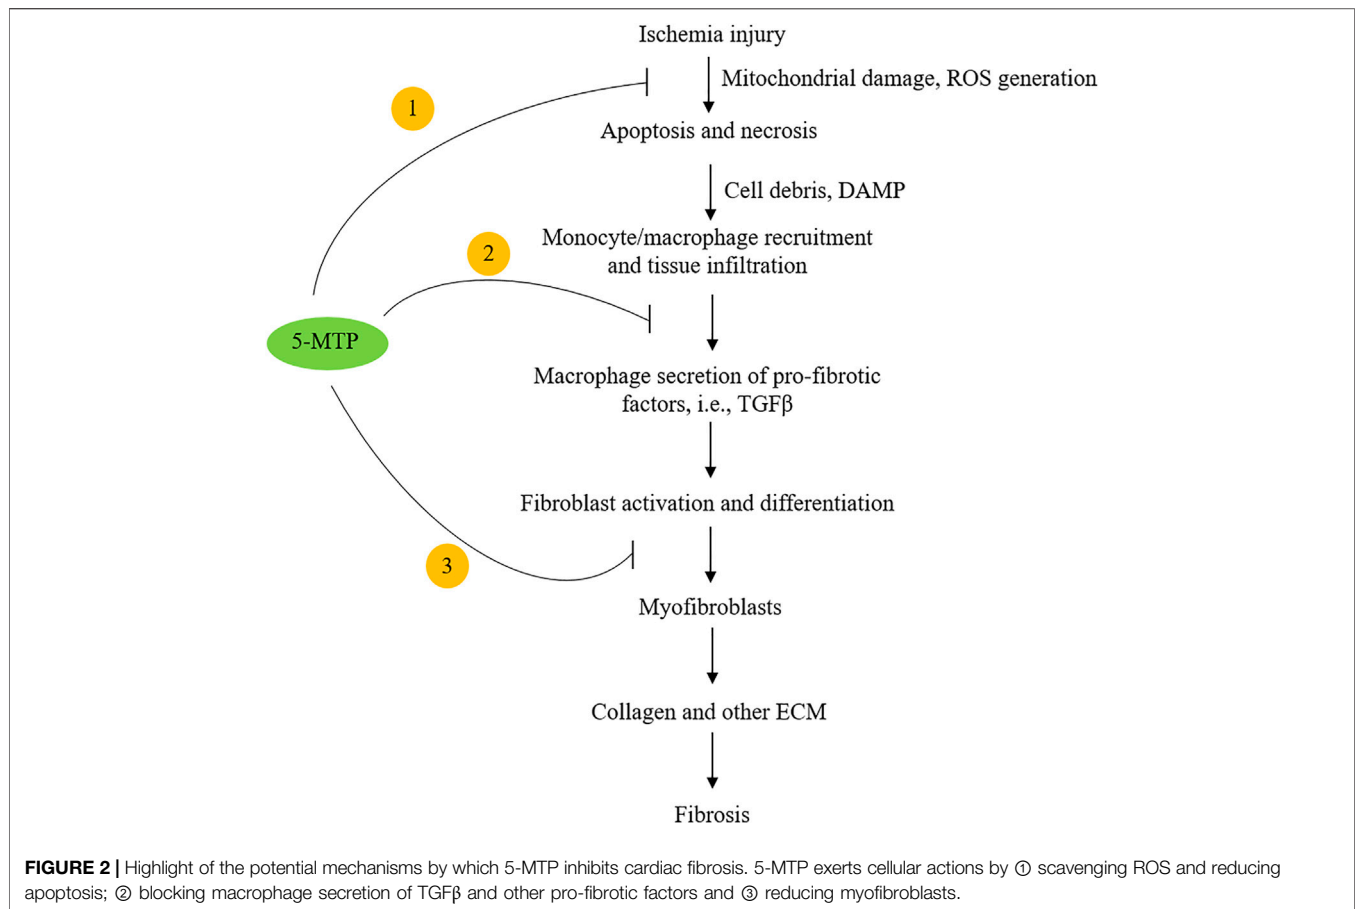 Ischemia injury
Mitochondrial damage, ROS generation
1
Apoptosis and necrosis
Cell debris, DAMP
Monocyte/macrophage recruitment
and tissue infiltration
2
5-MTP
Macrophage secretion of pro-fibrotic
factors, i.e., TGFβ
Fibroblast activation and differentiation
3
Myofibroblasts
Collagen and other ECM
Fibrosis
FIGURE 2 | Highlight of the potential mechanisms by which 5-MTP inhibits cardiac fibrosis. 5-MTP exerts cellular actions by ① scavenging ROS and reducing
apoptosis; ② blocking macrophage secretion of TGFβ and other pro-fibrotic factors and ③ reducing myofibroblasts.